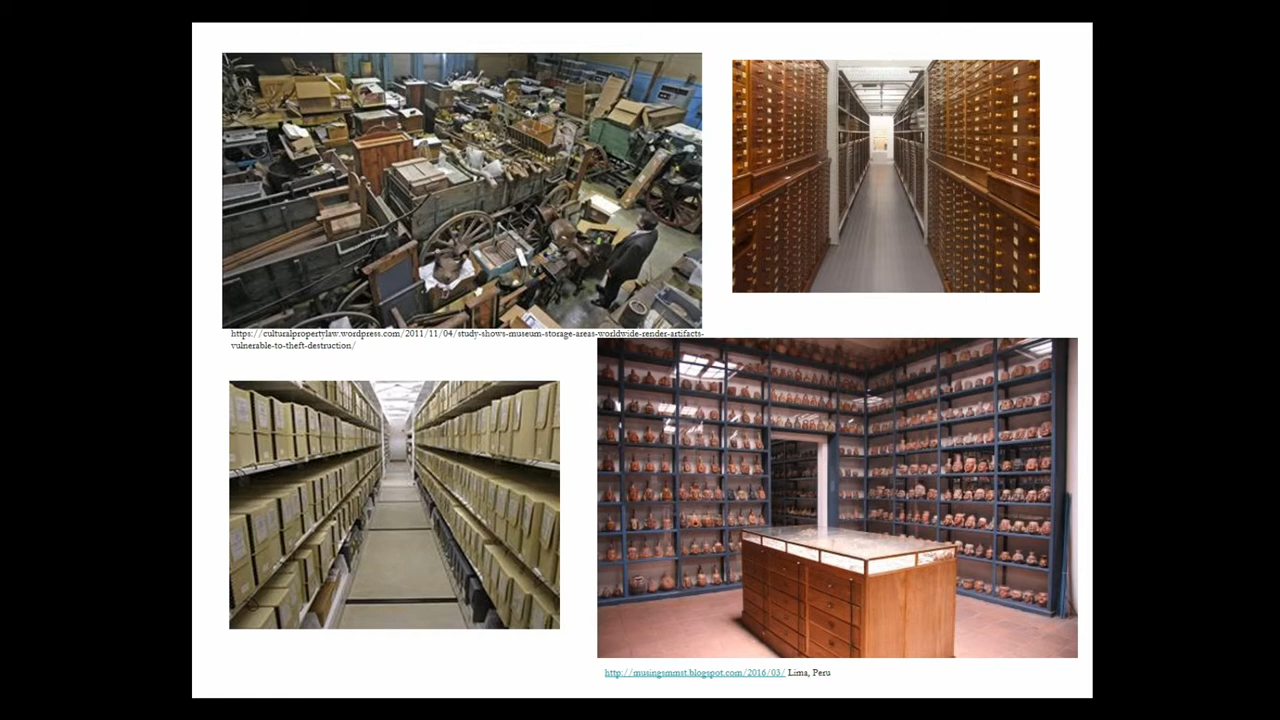 https://culturalpropertylaw.wordpress.com/2011/11/04/study-shows-museum-storage-areas-worldwide-render-artifacts-
vulnerable-to-theft-destruction/
http://musingsmmst.blogspot.com/2016/03/ Lima, Peru